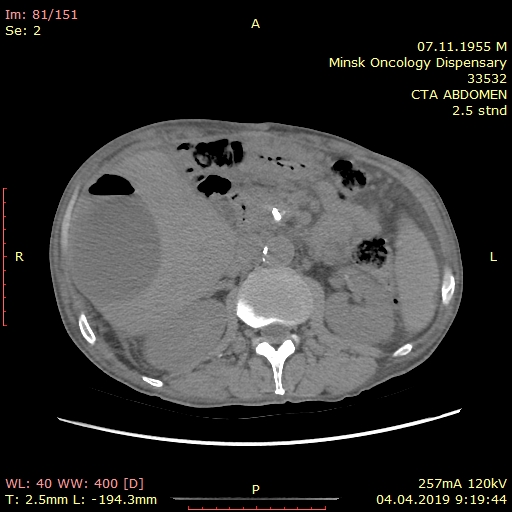 Im: 81/151
Se: 2
A
07.11.1955 M
Minsk Oncology Dispensary
33532
CTA ABDOMEN
2.5 stnd
R
L
WL: 40 WW: 400 [D]
T: 2.5mm L: -194.3mm
P
257mA 120kV
04.04.2019 9:19:44